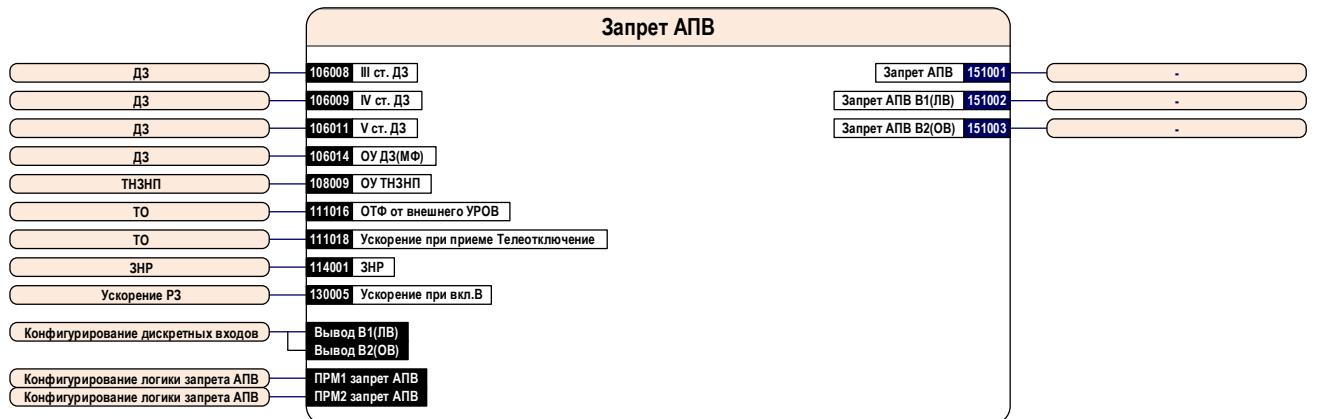 Запрет АПВ
ДЗ 106008 III ст. ДЗ Запрет АПВ 151001 -
ДЗ 106009 IV ст. ДЗ Запрет АПВ В1(ЛВ) 151002 -
ДЗ 106011 V ст. ДЗ Запрет АПВ В2(ОВ) 151003 -
ДЗ 106014 ОУ ДЗ(МФ)
ТНЗНП 108009 ОУ ТНЗНП
ТО 111016 ОТФ от внешнего УРОВ
ТО 111018 Ускорение при приеме Телеотключение
ЗНР 114001 ЗНР
Ускорение РЗ 130005 Ускорение при вкл.В
Конфигурирование дискретных входов Вывод В1(ЛВ)
Вывод В2(ОВ)
Конфигурирование логики запрета АПВ ПРМ1 запрет АПВ
Конфигурирование логики запрета АПВ ПРМ2 запрет АПВ